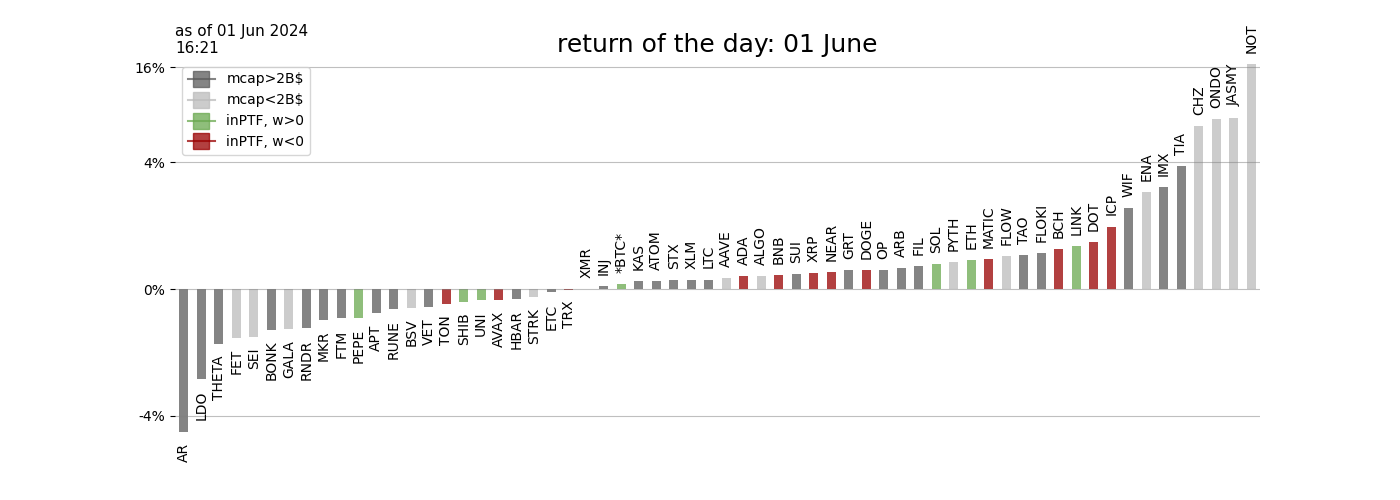 as of 01 Jun 2024
16:21
return of the day: 01 June
mcap>2B$
mcap<2B$
inPTF, w>0
inPTF, w<0
16%
4%
0%
-4%
AR
LDO
THETA
FET
SEI
BONK
GALA
RNDR
MKR
FTM
PEPE
APT
RUNE
BSV
VET
TON
SHIB
UNI
AVAX
HBAR
STRK
ETC
TRX
XMR
INJ
*BTC*
KAS
ATOM
STX
XLM
LTC
AAVE
ADA
ALGO
BNB
SUI
XRP
NEAR
GRT
DOGE
OP
ARB
FIL
SOL
PYTH
ETH
MATIC
FLOW
TAO
FLOKI
BCH
LINK
DOT
ICP
WIF
ENA
IMX
TIA
CHZ
ONDO
JASMY
NOT